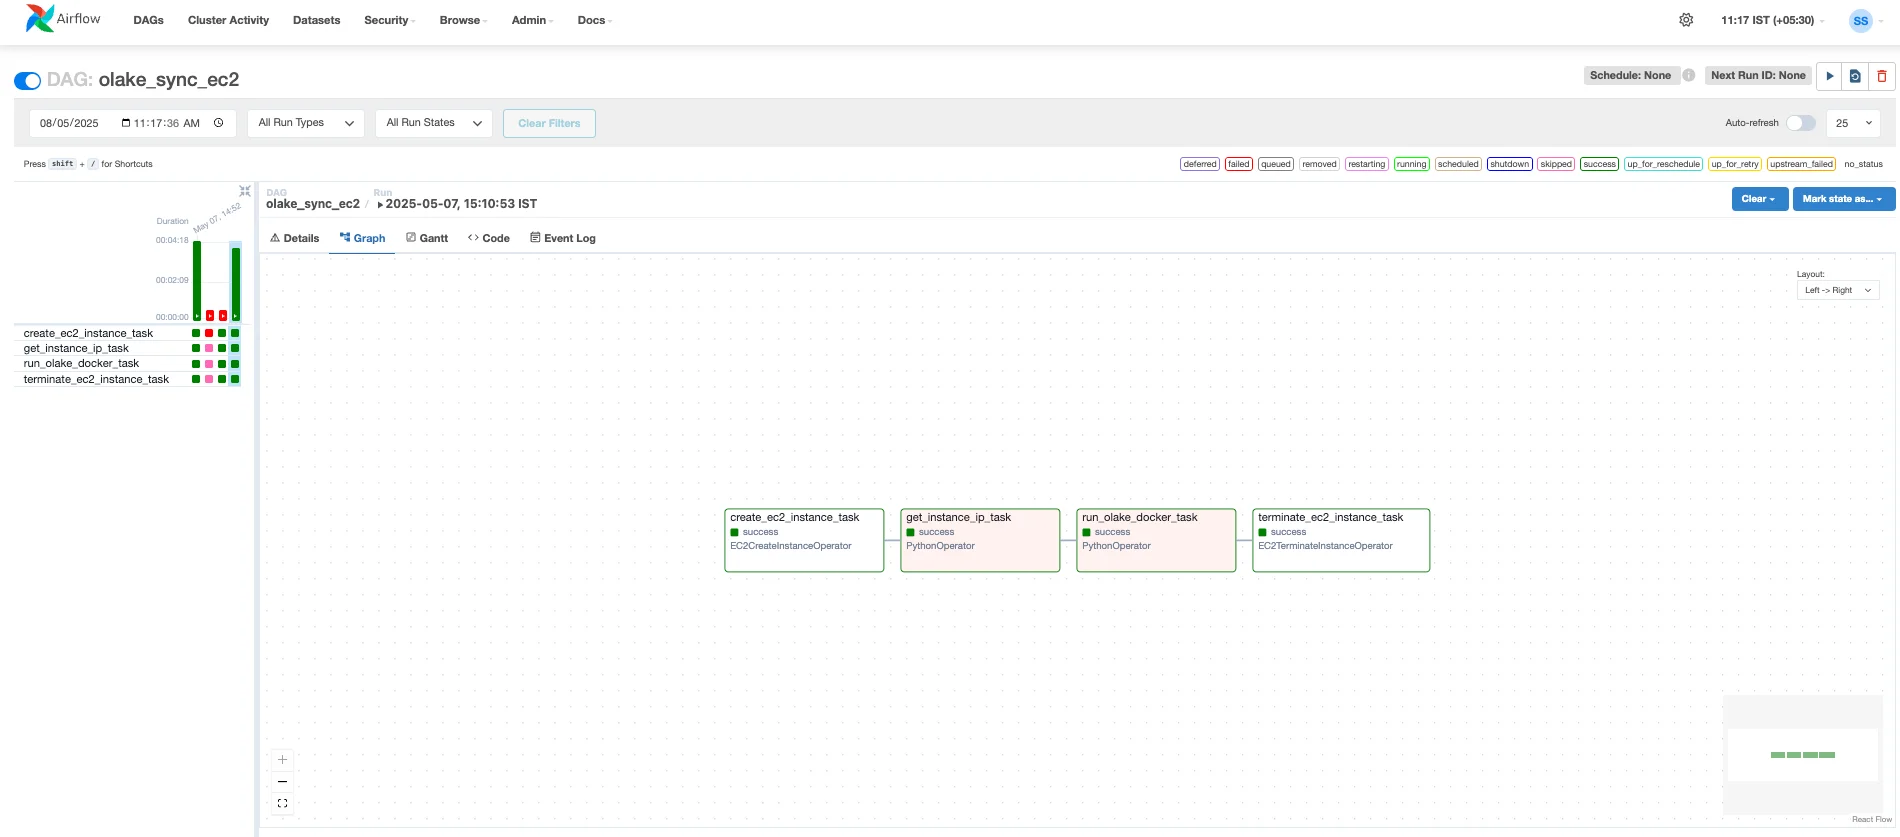 Airflow DAGs Cluster Activity Datasets Security Browse Admin Docs 11:17 IST (+05:30) SS
DAG: olake_sync_ec2 Schedule: None Next Run ID: None
08/05/2025 11:17:36 AM All Run Types All Run States Clear Filters Auto-refresh 25
Press shift + / for Shortcuts deferred failed queued removed restarting running scheduled shutdown skipped success up_for_reschedule up_for_retry upstream_failed no_status
DAG Run
olake_sync_ec2 / 2025-05-07, 15:10:53 IST Clear Mark state as...
Details Graph Gantt Code Event Log
Duration May 07, 14:52
00:04:18
00:02:09
00:00:00
create_ec2_instance_task
get_instance_ip_task
run_olake_docker_task
terminate_ec2_instance_task
Layout:
Left -> Right
create_ec2_instance_task
success
EC2CreateInstanceOperator
get_instance_ip_task
success
PythonOperator
run_olake_docker_task
success
PythonOperator
terminate_ec2_instance_task
success
EC2TerminateInstanceOperator
React Flow